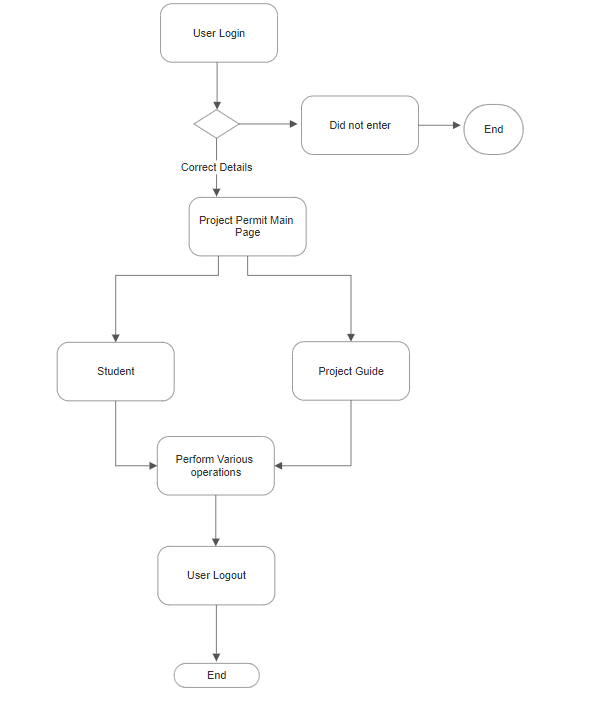 User Login
Did not enter
End
Correct Details
Project Permit Main
Page
Student
Project Guide
Perform Various
operations
User Logout
End